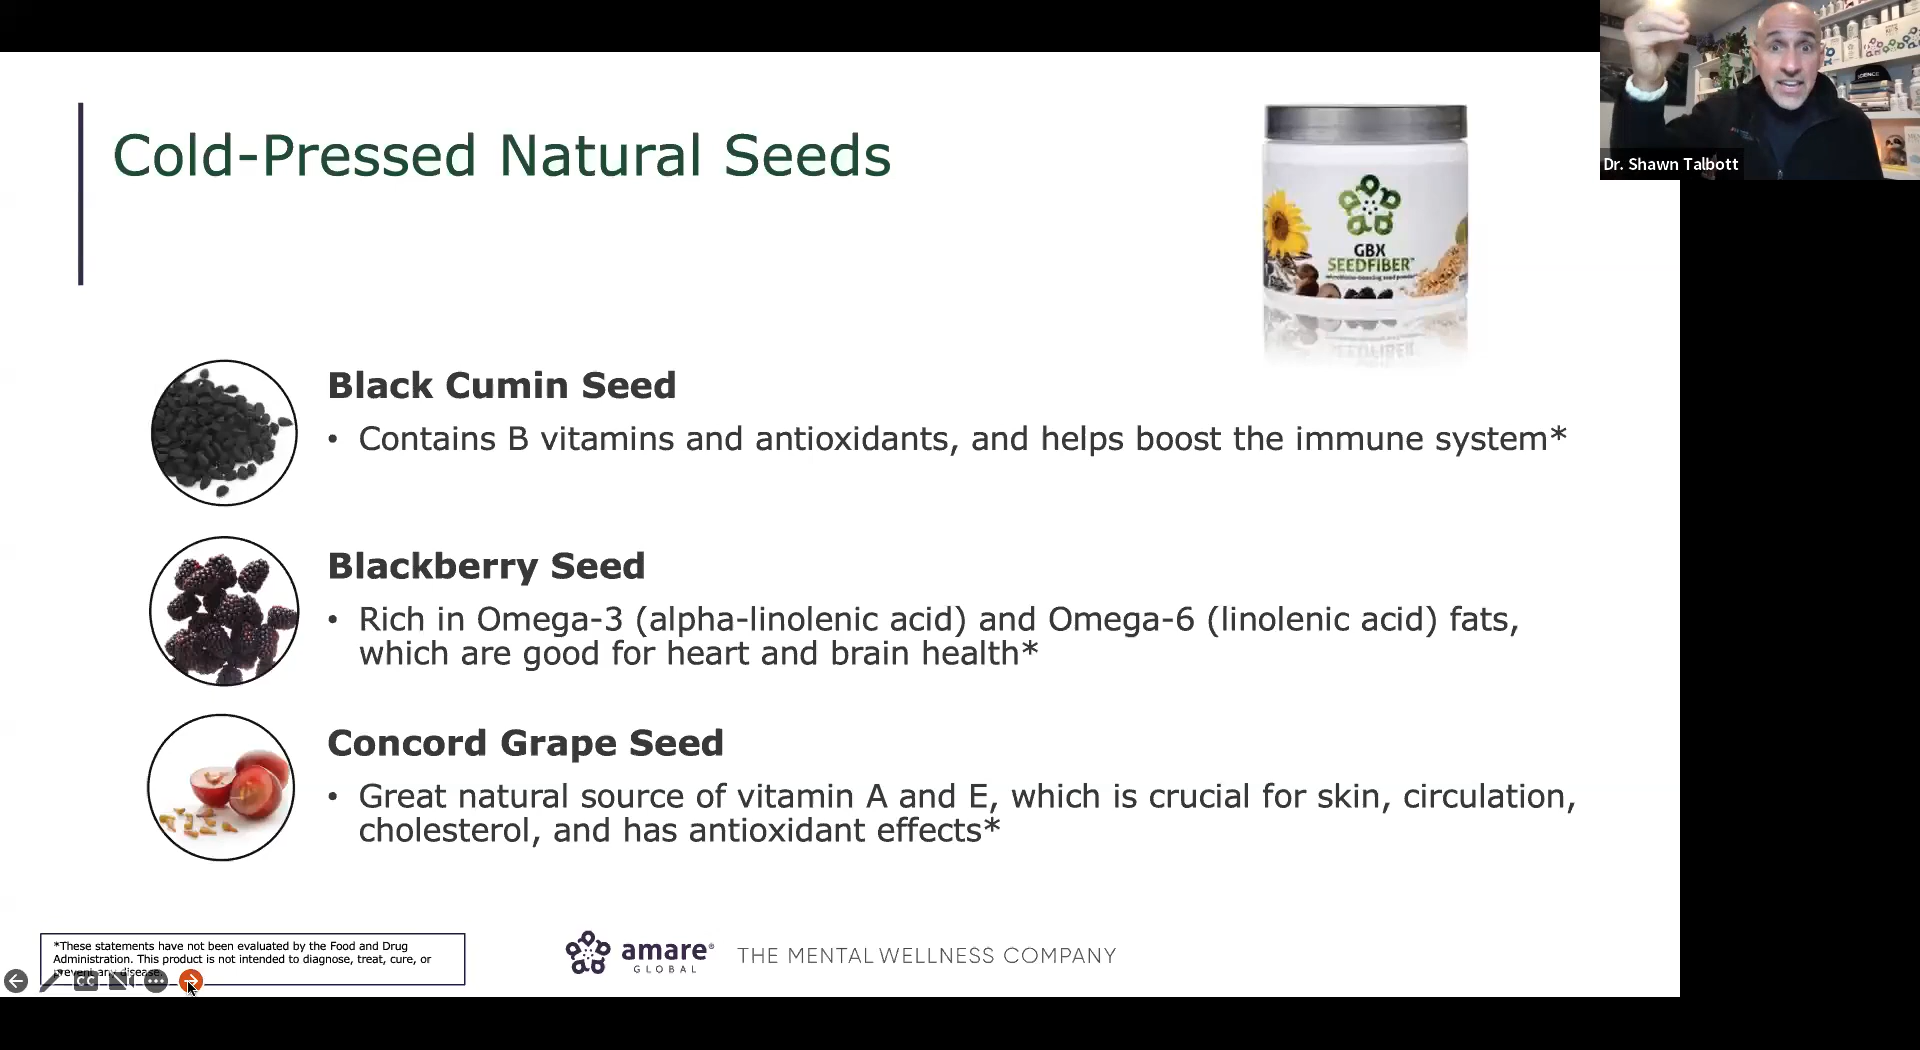 Cold-Pressed Natural Seeds
GBX
SEEDFIBER™
Dr. Shawn Talbott
Black Cumin Seed
• Contains B vitamins and antioxidants, and helps boost the immune system*
Blackberry Seed
• Rich in Omega-3 (alpha-linolenic acid) and Omega-6 (linolenic acid) fats,
which are good for heart and brain health*
Concord Grape Seed
• Great natural source of vitamin A and E, which is crucial for skin, circulation,
cholesterol, and has antioxidant effects*
*These statements have not been evaluated by the Food and Drug
Administration. This product is not intended to diagnose, treat, cure, or
prevent any disease.
CC
amare®
GLOBAL
THE MENTAL WELLNESS COMPANY